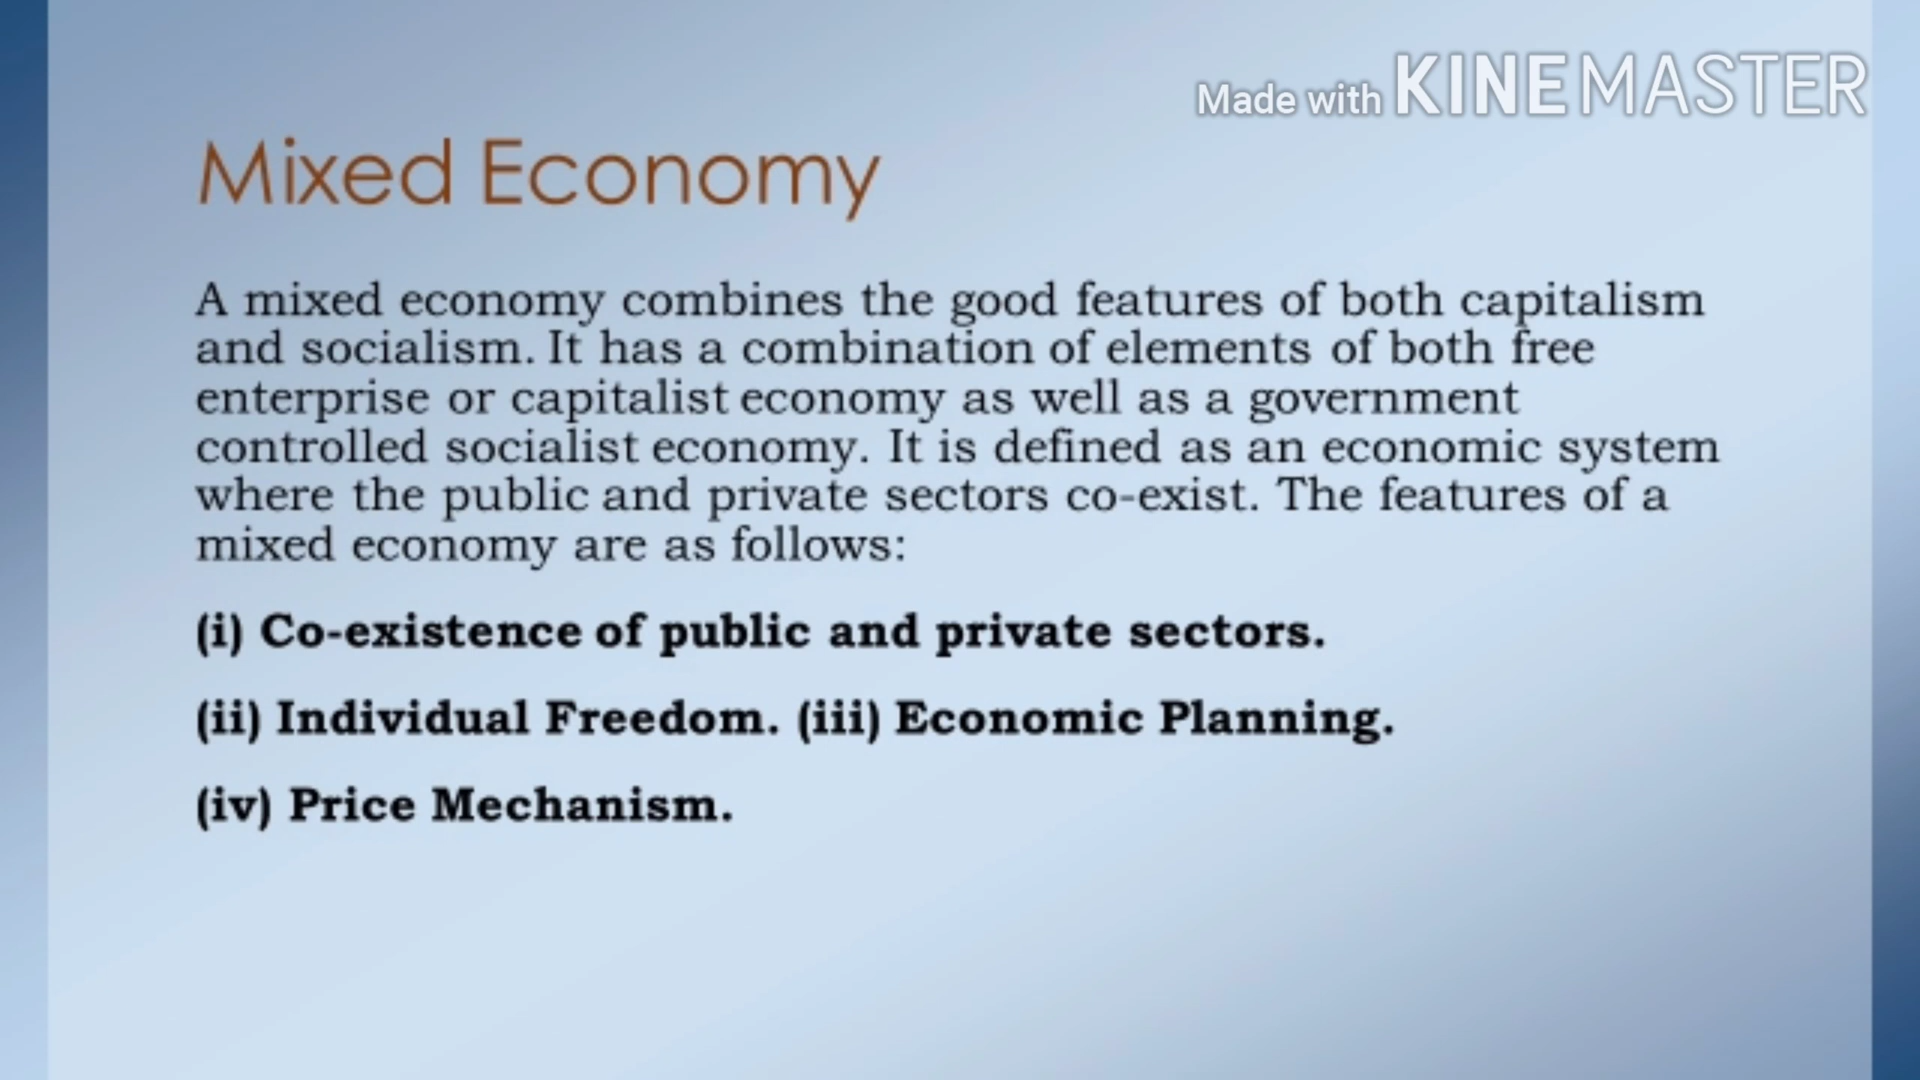 Made with KINEMASTER
Mixed Economy
A mixed economy combines the good features of both capitalism
and socialism. It has a combination of elements of both free
enterprise or capitalist economy as well as a government
controlled socialist economy. It is defined as an economic system
where the public and private sectors co-exist. The features of a
mixed economy are as follows:
(i) Co-existence of public and private sectors.
(ii) Individual Freedom. (iii) Economic Planning.
(iv) Price Mechanism.